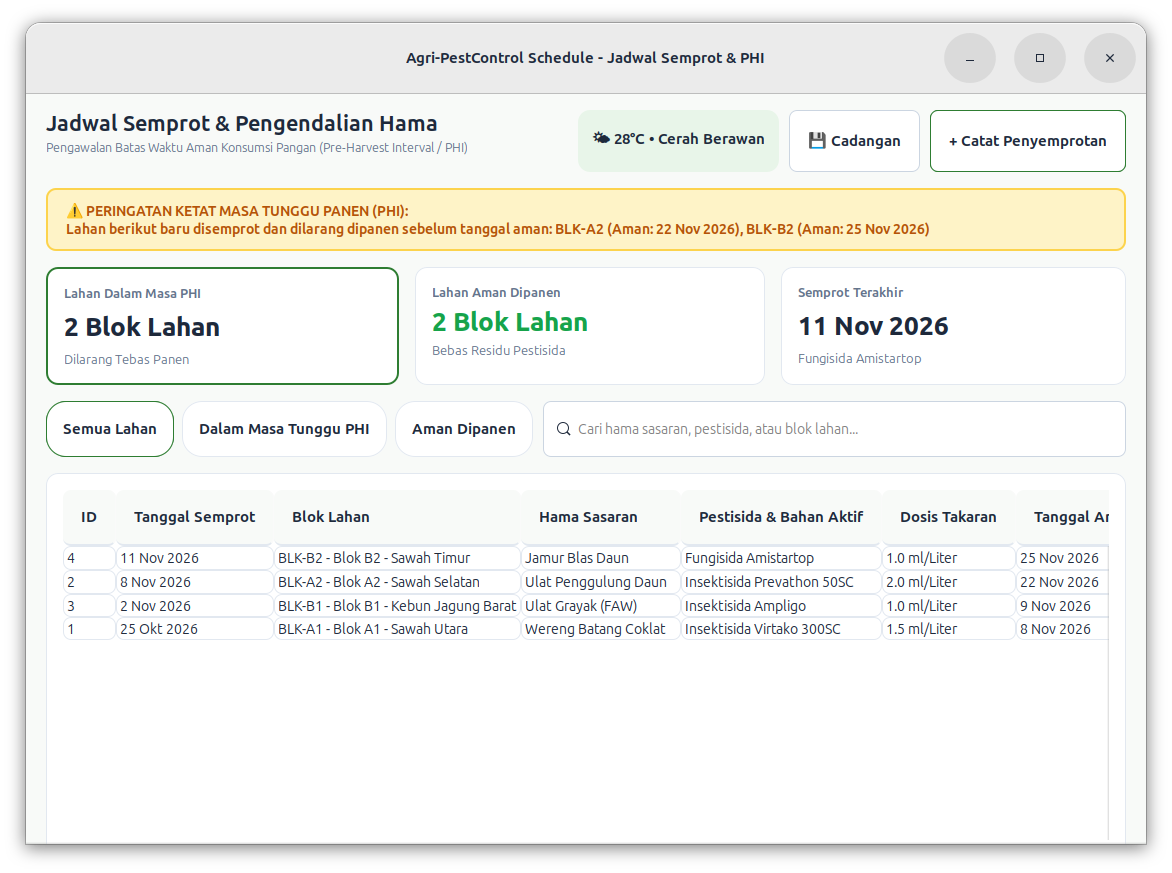 Agri-PestControl Schedule - Jadwal Semprot & PHI
Jadwal Semprot & Pengendalian Hama
Pengawalan Batas Waktu Aman Konsumsi Pangan (Pre-Harvest Interval / PHI)
28°C • Cerah Berawan
Cadangan
+ Catat Penyemprotan
PERINGATAN KETAT MASA TUNGGU PANEN (PHI):
Lahan berikut baru disemprot dan dilarang dipanen sebelum tanggal aman: BLK-A2 (Aman: 22 Nov 2026), BLK-B2 (Aman: 25 Nov 2026)
Lahan Dalam Masa PHI
2 Blok Lahan
Dilarang Tebas Panen
Lahan Aman Dipanen
2 Blok Lahan
Bebas Residu Pestisida
Semprot Terakhir
11 Nov 2026
Fungisida Amistartop
Semua Lahan
Dalam Masa Tunggu PHI
Aman Dipanen
Cari hama sasaran, pestisida, atau blok lahan...
ID Tanggal Semprot Blok Lahan Hama Sasaran Pestisida & Bahan Aktif Dosis Takaran Tanggal
4 11 Nov 2026 BLK-B2 - Blok B2 - Sawah Timur Jamur Blas Daun Fungisida Amistartop 1.0 ml/Liter 25 Nov 2026
2 8 Nov 2026 BLK-A2 - Blok A2 - Sawah Selatan Ulat Penggulung Daun Insektisida Prevathon 50SC 2.0 ml/Liter 22 Nov 2026
3 2 Nov 2026 BLK-B1 - Blok B1 - Kebun Jagung Barat Ulat Grayak (FAW) Insektisida Ampligo 1.0 ml/Liter 9 Nov 2026
1 25 Okt 2026 BLK-A1 - Blok A1 - Sawah Utara Wereng Batang Coklat Insektisida Virtako 300SC 1.5 ml/Liter 8 Nov 2026